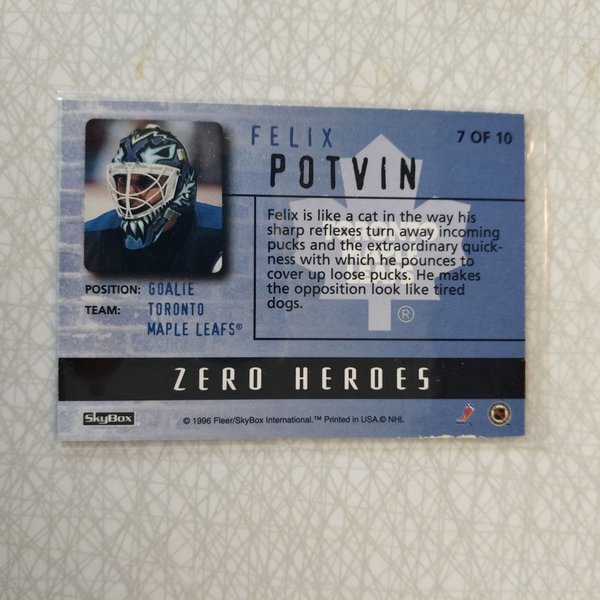 FELIX
7 OF 10
POTVIN
Felix is like a cat in the way his
sharp reflexes turn away incoming
pucks and the extraordinary quick-
ness with which he pounces to
cover up loose pucks. He makes
the opposition look like tired
dogs.
®
POSITION: GOALIE
TEAM: TORONTO
MAPLE LEAFS®
ZERO HEROES
SkyBox
© 1996 Fleer/SkyBox International.™ Printed in USA.© NHL